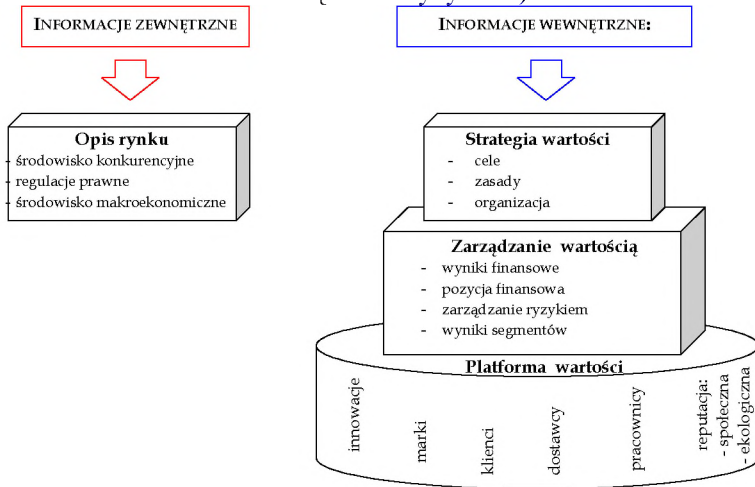 INFORMACJE ZEWNĘTRZNE
Opis rynku
- środowisko konkurencyjne
- regulacje prawne
- środowisko makroekonomiczne
INFORMACJE WEWNĘTRZNE:
Strategia wartości
- cele
- zasady
- organizacja
Zarządzanie wartością
- wyniki finansowe
- pozycja finansowa
- zarządzanie ryzykiem
- wyniki segmentów
Platforma wartości
innowacje
marki
klienci
dostawcy
pracownicy
reputacja:
- społeczna
- ekologiczna